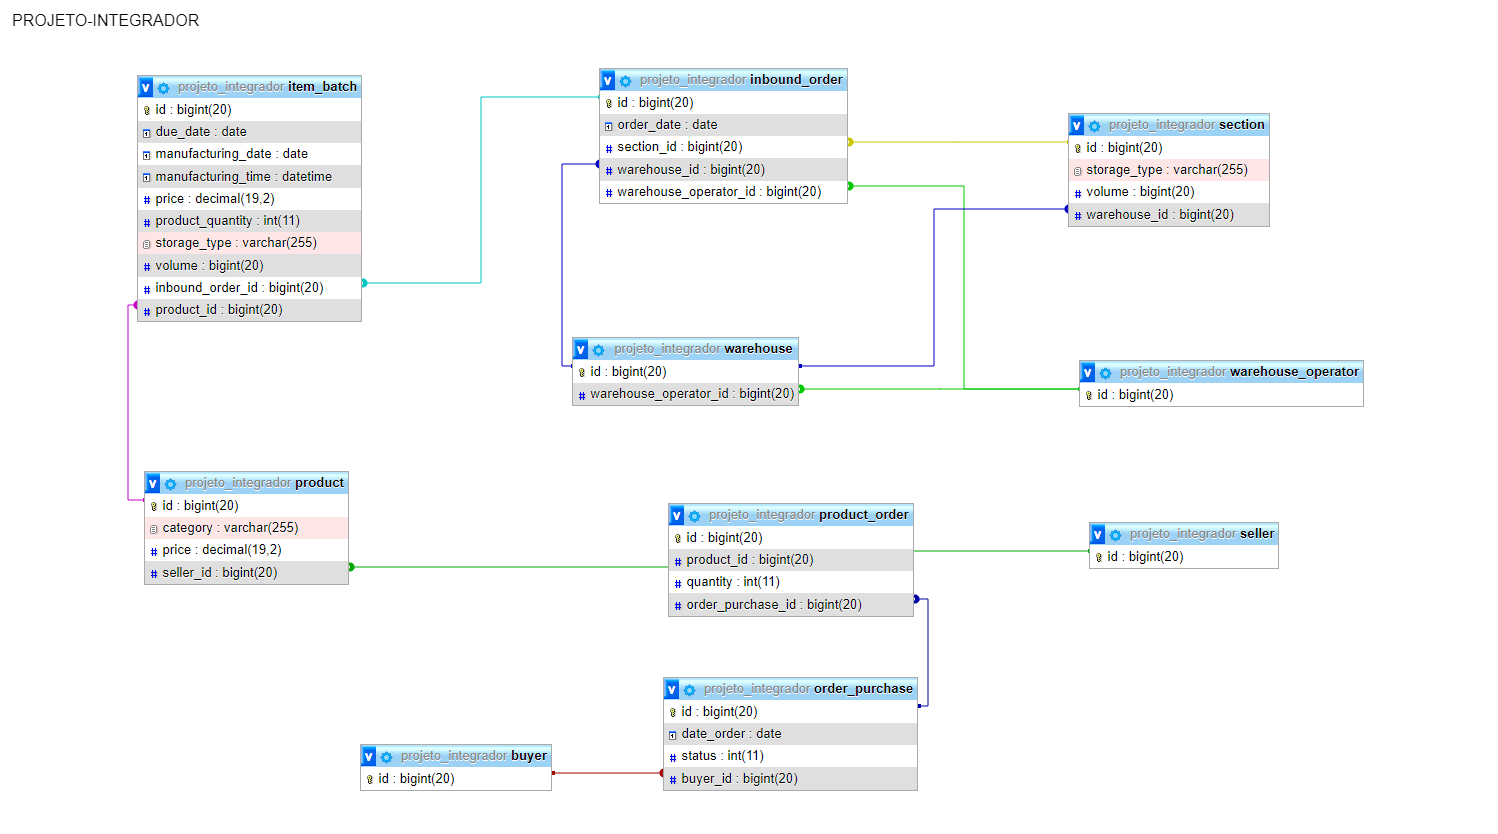 PROJETO-INTEGRADOR
v projeto_integrador item_batch
id : bigint(20)
due_date : date
manufacturing_date : date
manufacturing_time : datetime
# price : decimal(19,2)
# product_quantity : int(11)
storage_type : varchar(255)
# volume : bigint(20)
# inbound_order_id : bigint(20)
# product_id : bigint(20)
v projeto_integrador inbound_order
id : bigint(20)
order_date : date
# section_id : bigint(20)
# warehouse_id : bigint(20)
# warehouse_operator_id : bigint(20)
v projeto_integrador section
id : bigint(20)
storage_type : varchar(255)
# volume : bigint(20)
# warehouse_id : bigint(20)
v projeto_integrador warehouse
id : bigint(20)
# warehouse_operator_id : bigint(20)
v projeto_integrador warehouse_operator
id : bigint(20)
v projeto_integrador product
id : bigint(20)
category : varchar(255)
# price : decimal(19,2)
# seller_id : bigint(20)
v projeto_integrador product_order
id : bigint(20)
# product_id : bigint(20)
# quantity : int(11)
# order_purchase_id : bigint(20)
v projeto_integrador seller
id : bigint(20)
v projeto_integrador order_purchase
id : bigint(20)
date_order : date
# status : int(11)
# buyer_id : bigint(20)
v projeto_integrador buyer
id : bigint(20)